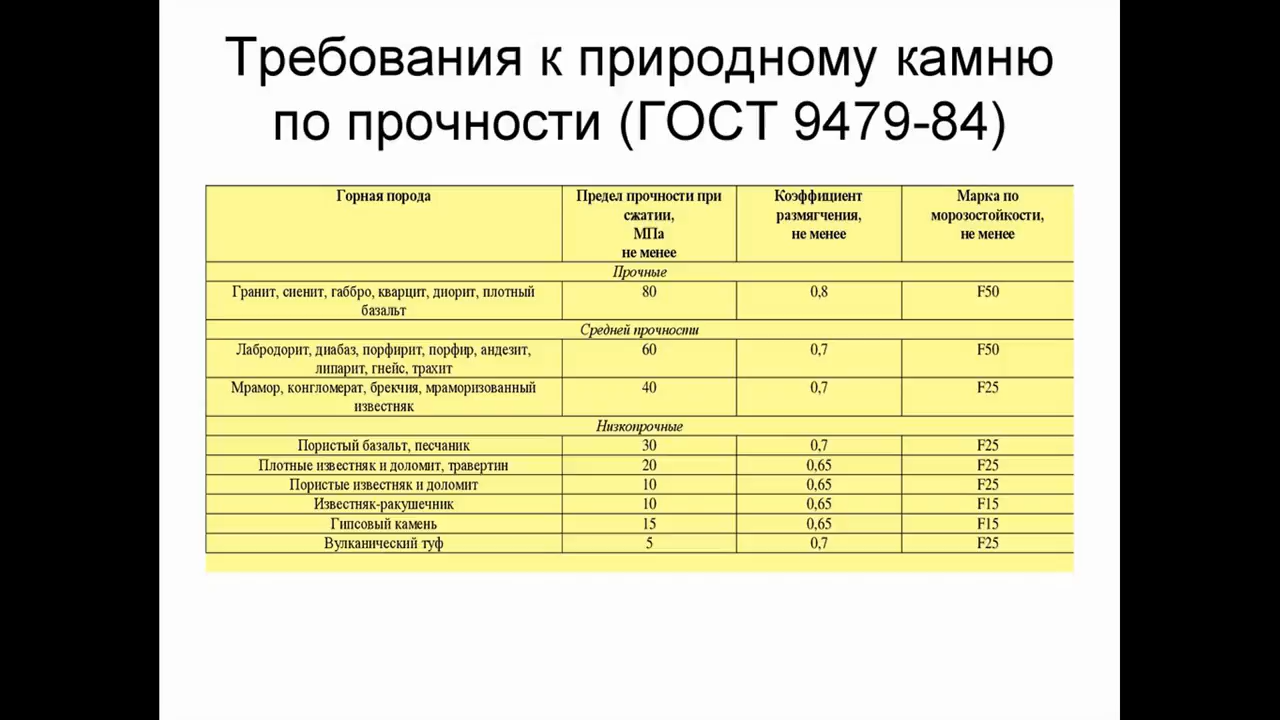 Требования к природному камню
по прочности (ГОСТ 9479-84)
Горная порода
Предел прочности при
сжатии,
МПа
не менее
Коэффициент
размягчения,
не менее
Марка по
морозостойкости,
не менее
Прочные
Гранит, сиенит, габбро, кварцит, диорит, плотный
базальт
80
0,8
F50
Средней прочности
Лабродорит, диабаз, порфирит, порфир, андезит,
липарит, гнейс, трахит
60
0,7
F50
Мрамор, конгломерат, брекчия, мраморизованный
известняк
40
0,7
F25
Низкопрочные
Пористый базальт, песчаник
30
0,7
F25
Плотные известняк и доломит, травертин
20
0,65
F25
Пористые известняк и доломит
10
0,65
F25
Известняк-ракушечник
10
0,65
F15
Гипсовый камень
15
0,65
F15
Вулканический туф
5
0,7
F25